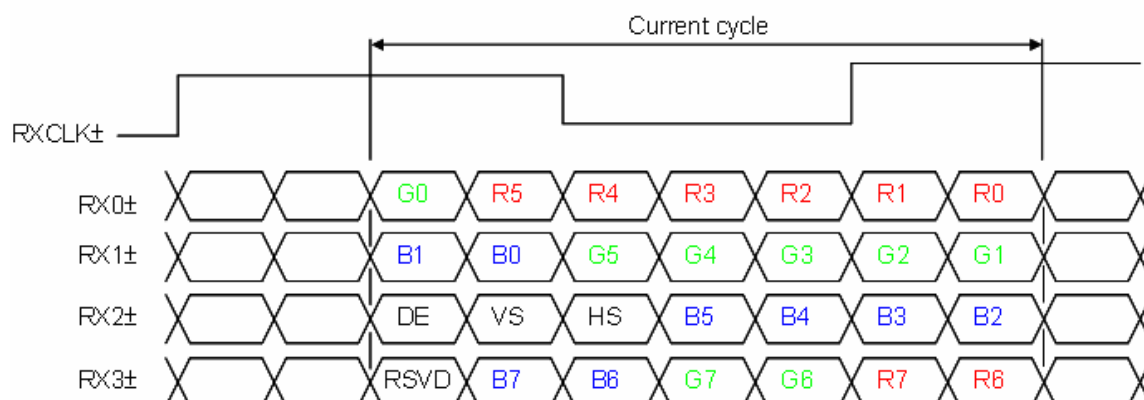 Current cycle
RXCLK±
RX0± G0 R5 R4 R3 R2 R1 R0
RX1± B1 B0 G5 G4 G3 G2 G1
RX2± DE VS HS B5 B4 B3 B2
RX3± RSVD B7 B6 G7 G6 R7 R6